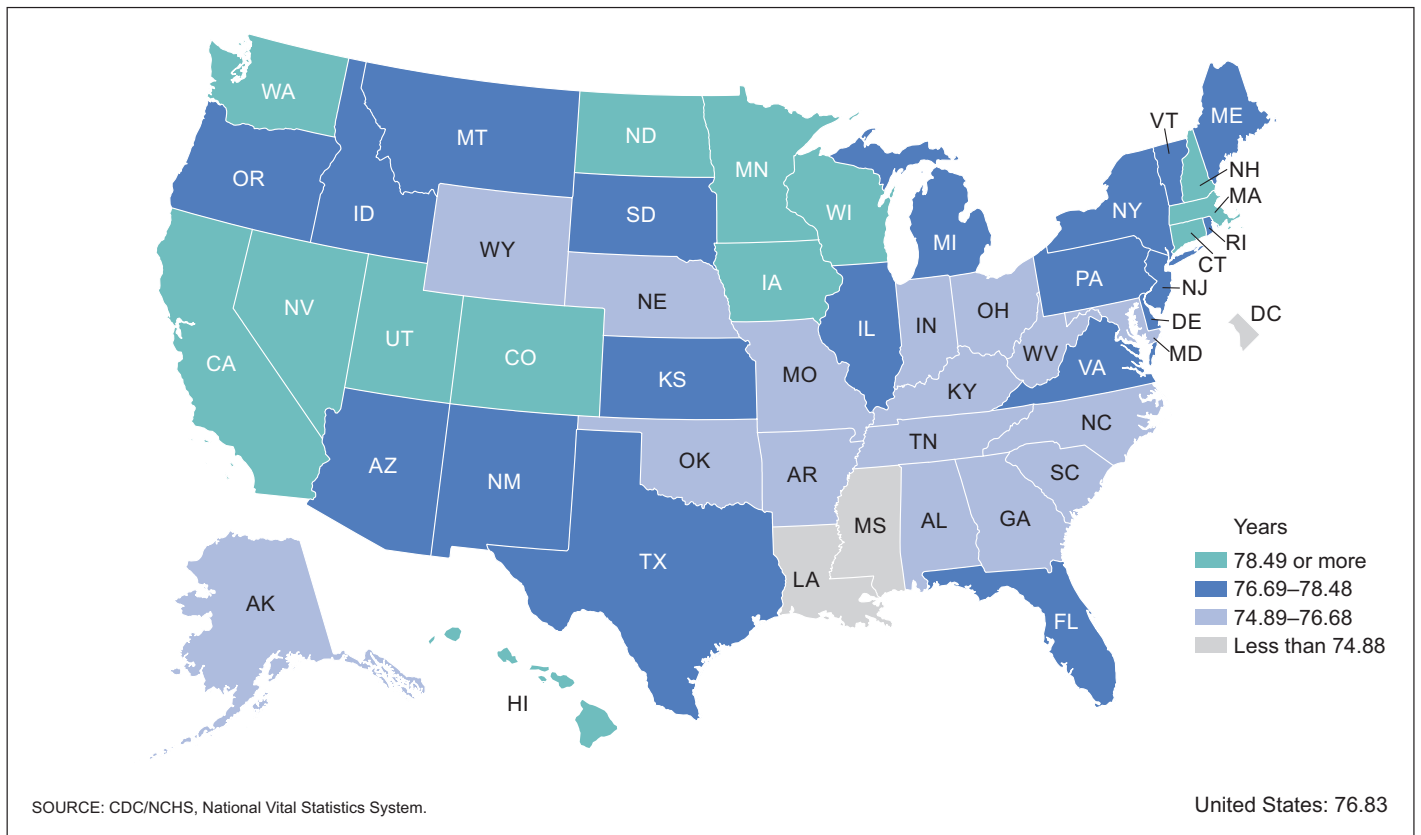 WA
MT
ND
MN
OR
ID
WY
SD
WI
MI
VT
ME
NH
MA
NY
RI
CT
PA
NJ
DE
MD
DC
NV
UT
CO
NE
IA
IL
IN
OH
WV
VA
CA
KS
MO
KY
AZ
NM
OK
AR
TN
NC
SC
TX
LA
MS
AL
GA
FL
AK
HI
Years
78.49 or more
76.69–78.48
74.89–76.68
Less than 74.88
SOURCE: CDC/NCHS, National Vital Statistics System.
United States: 76.83